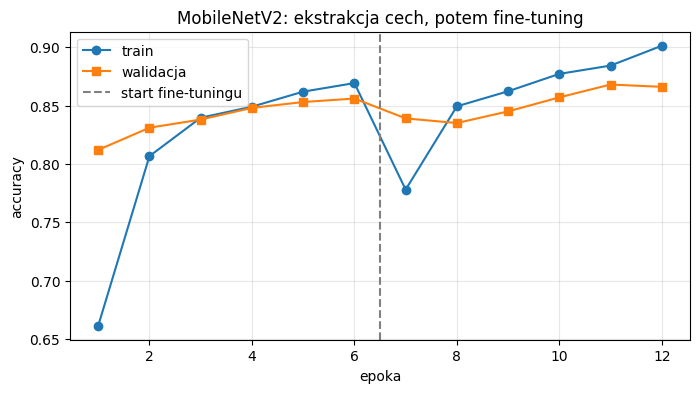 MobileNetV2: ekstrakcja cech, potem fine-tuning
train
walidacja
start fine-tuningu
accuracy
0.90
0.85
0.80
0.75
0.70
0.65
2 4 6 8 10 12
epoka